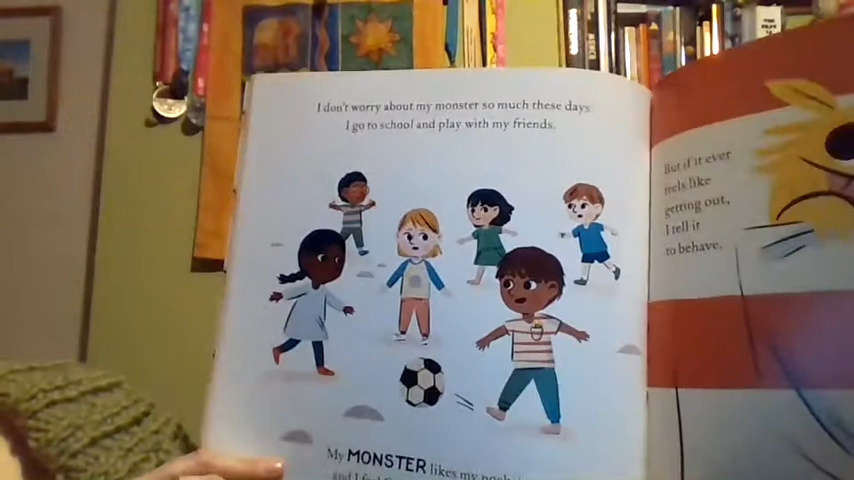 I don't worry about my monster so much these days.
I go to school and play with my friends.
My MONSTER likes my
and I
But if it ever
feels like
getting out,
I tell it
to behave.